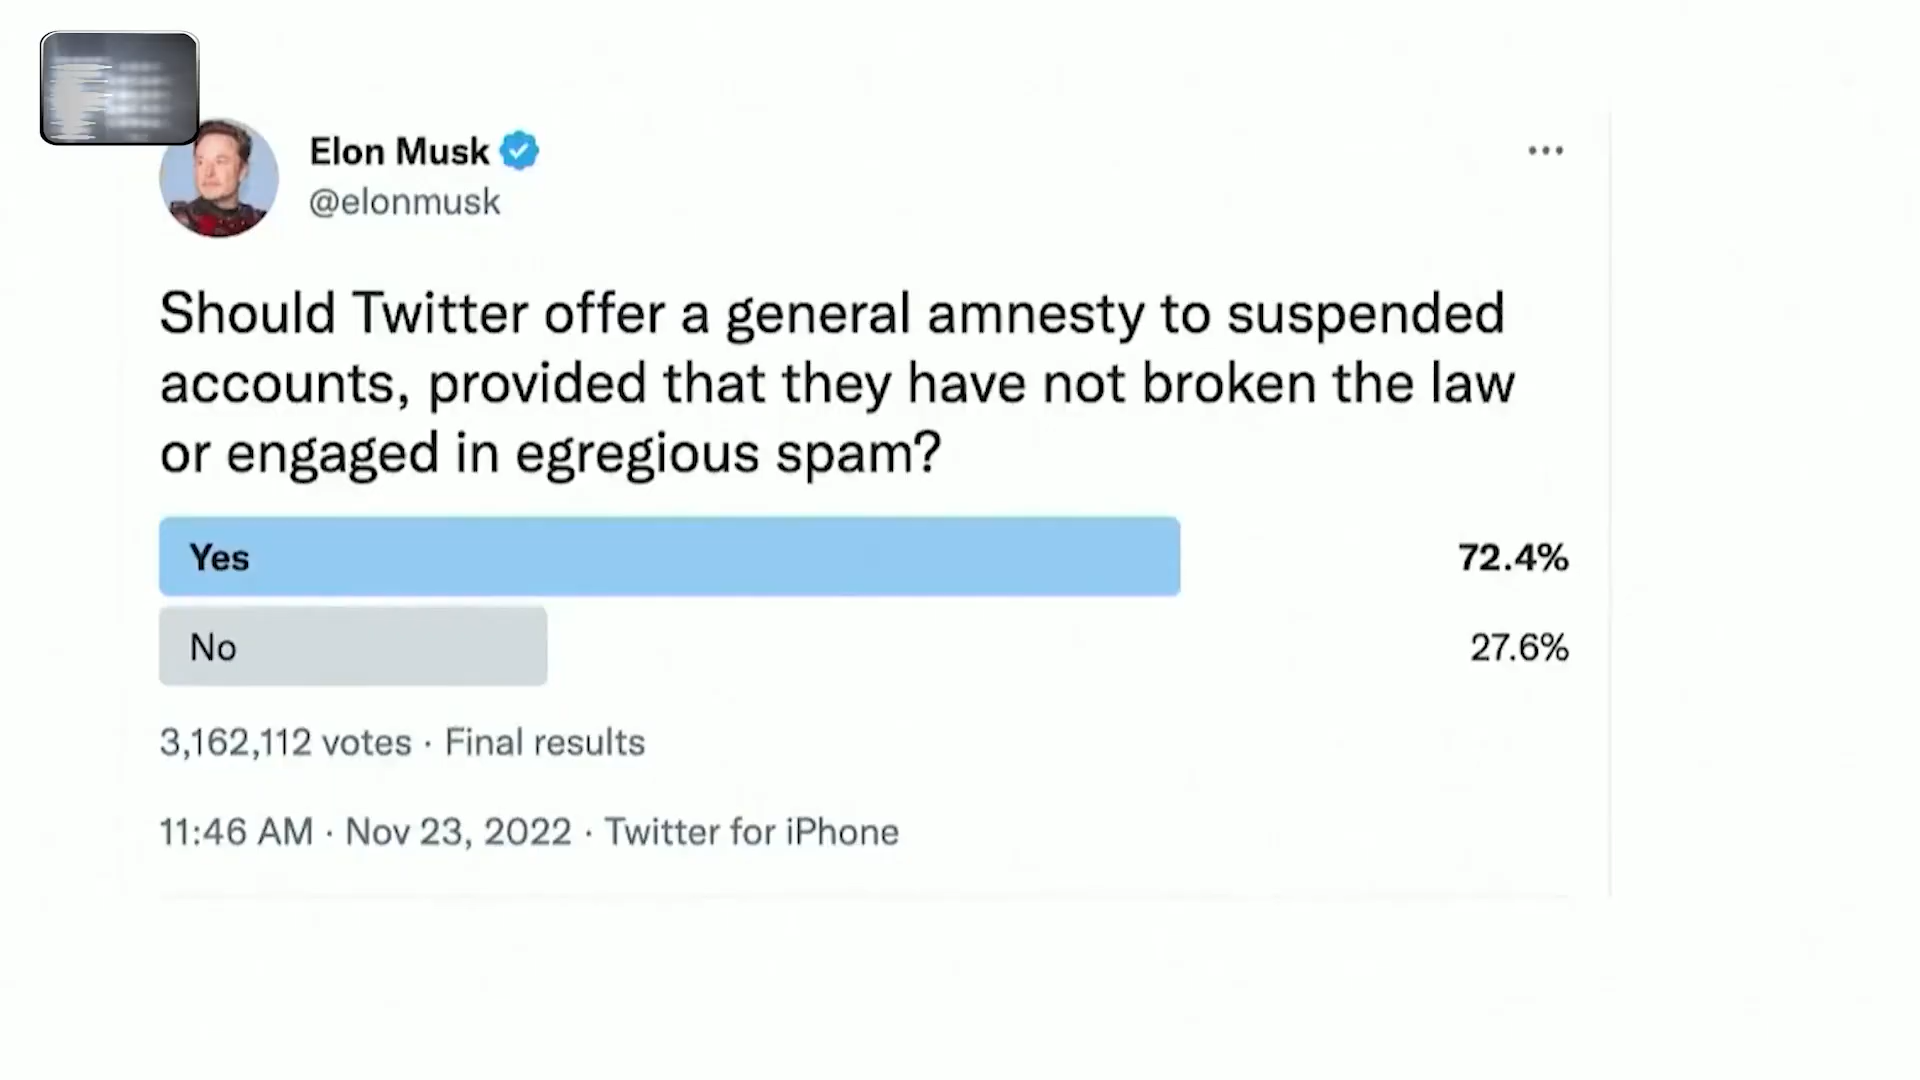 Elon Musk
@elonmusk
Should Twitter offer a general amnesty to suspended
accounts, provided that they have not broken the law
or engaged in egregious spam?
Yes 72.4%
No 27.6%
3,162,112 votes · Final results
11:46 AM · Nov 23, 2022 · Twitter for iPhone